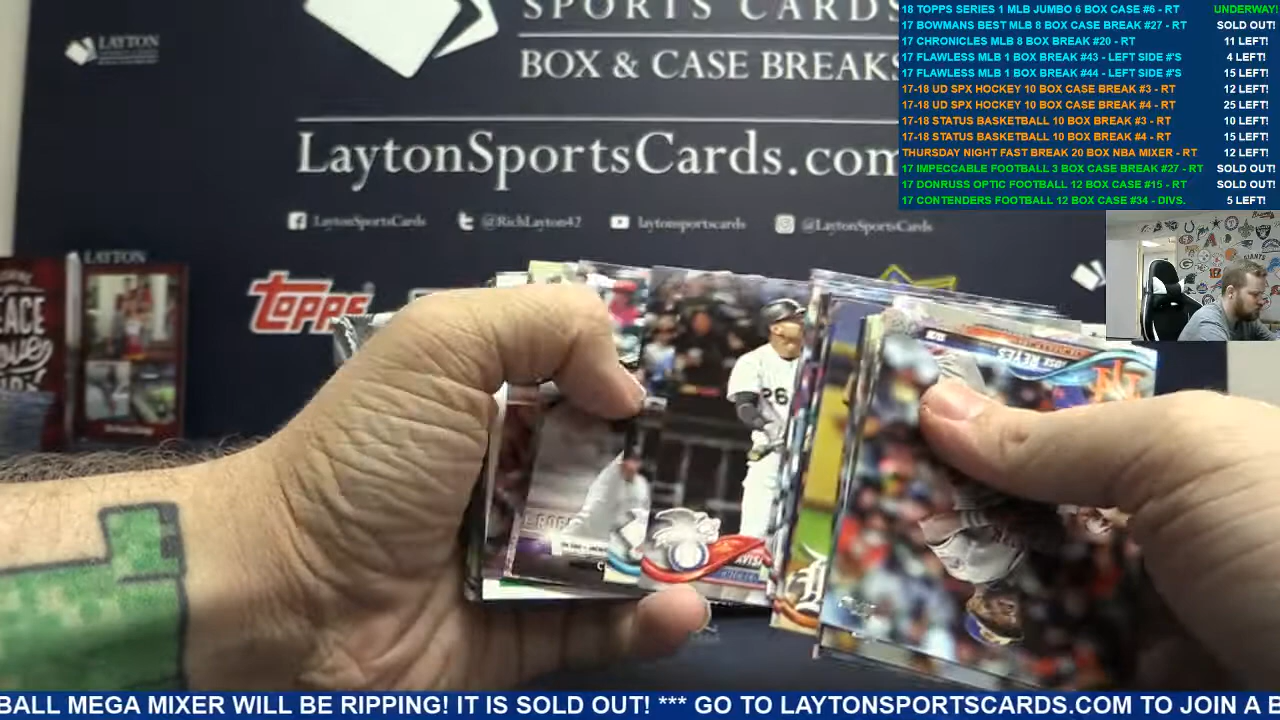 LAYTON
SPORTS CARDS
BOX & CASE BREAKS
LaytonSportsCards.com
LaytonSportsCards
@RichLayton42
laytonsportscards
@LaytonSportsCards
topps
LAYTON
REYES
26
18 TOPPS SERIES 1 MLB JUMBO 6 BOX CASE #6 - RT UNDERWAY!
17 BOWMANS BEST MLB 8 BOX CASE BREAK #27 - RT SOLD OUT!
17 CHRONICLES MLB 8 BOX BREAK #20 - RT 11 LEFT!
17 FLAWLESS MLB 1 BOX BREAK #43 - LEFT SIDE #'S 4 LEFT!
17 FLAWLESS MLB 1 BOX BREAK #44 - LEFT SIDE #'S 15 LEFT!
17-18 UD SPX HOCKEY 10 BOX CASE BREAK #3 - RT 12 LEFT!
17-18 UD SPX HOCKEY 10 BOX CASE BREAK #4 - RT 25 LEFT!
17-18 STATUS BASKETBALL 10 BOX BREAK #3 - RT 10 LEFT!
17-18 STATUS BASKETBALL 10 BOX BREAK #4 - RT 15 LEFT!
THURSDAY NIGHT FAST BREAK 20 BOX NBA MIXER - RT 12 LEFT!
17 IMPECCABLE FOOTBALL 3 BOX CASE BREAK #27 - RT SOLD OUT!
17 DONRUSS OPTIC FOOTBALL 12 BOX CASE #15 - RT SOLD OUT!
17 CONTENDERS FOOTBALL 12 BOX CASE #34 - DIVS. 5 LEFT!
BALL MEGA MIXER WILL BE RIPPING! IT IS SOLD OUT! *** GO TO LAYTONSPORTSCARDS.COM TO JOIN A B